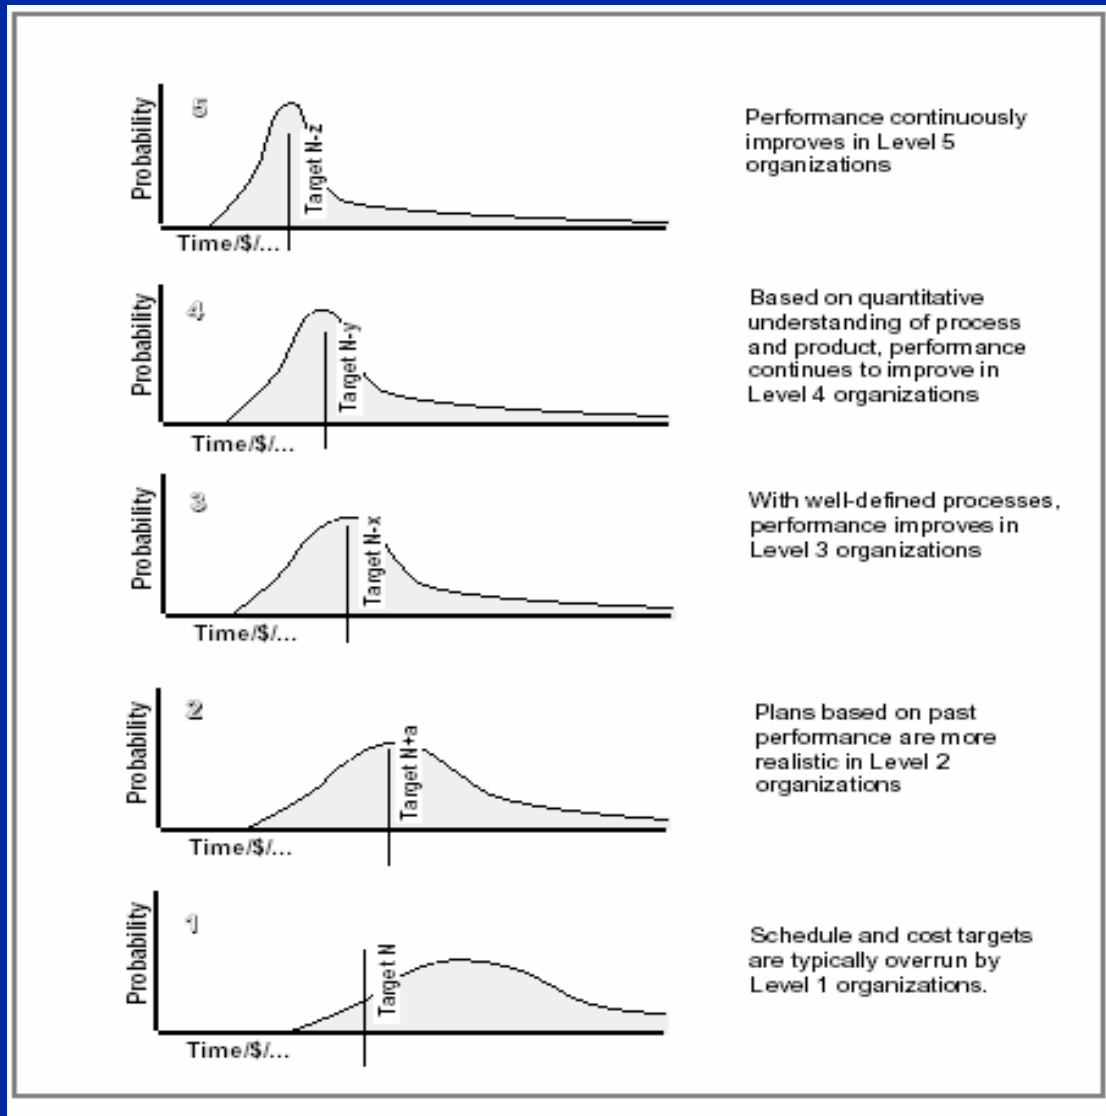 5
Probability
Target N-z
Time/$/...
Performance continuously
improves in Level 5
organizations
4
Probability
Target N-y
Time/$/...
Based on quantitative
understanding of process
and product, performance
continues to improve in
Level 4 organizations
3
Probability
Target N-x
Time/$/...
With well-defined processes,
performance improves in
Level 3 organizations
2
Probability
Target N+a
Time/$/...
Plans based on past
performance are more
realistic in Level 2
organizations
1
Probability
Target N
Time/$/...
Schedule and cost targets
are typically overrun by
Level 1 organizations.